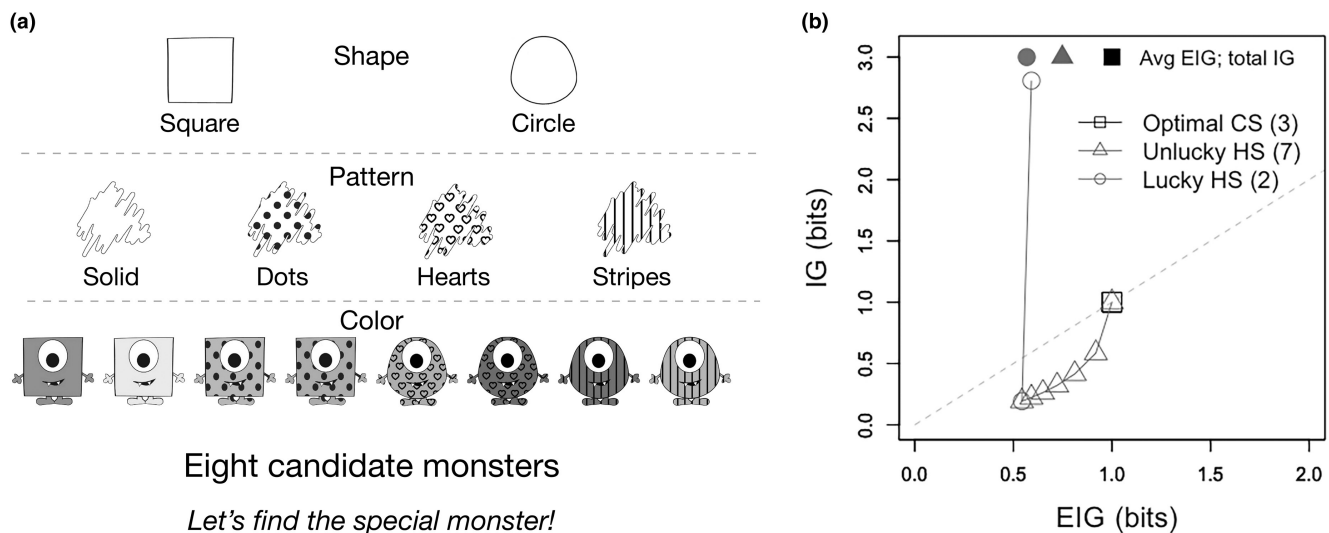 (a)
Shape
Square
Circle
Pattern
Solid
Dots
Hearts
Stripes
Color
Eight candidate monsters
Let's find the special monster!
(b)
Avg EIG; total IG
Optimal CS (3)
Unlucky HS (7)
Lucky HS (2)
IG (bits)
3.0
2.5
2.0
1.5
1.0
0.5
0.0
0.0 0.5 1.0 1.5 2.0
EIG (bits)